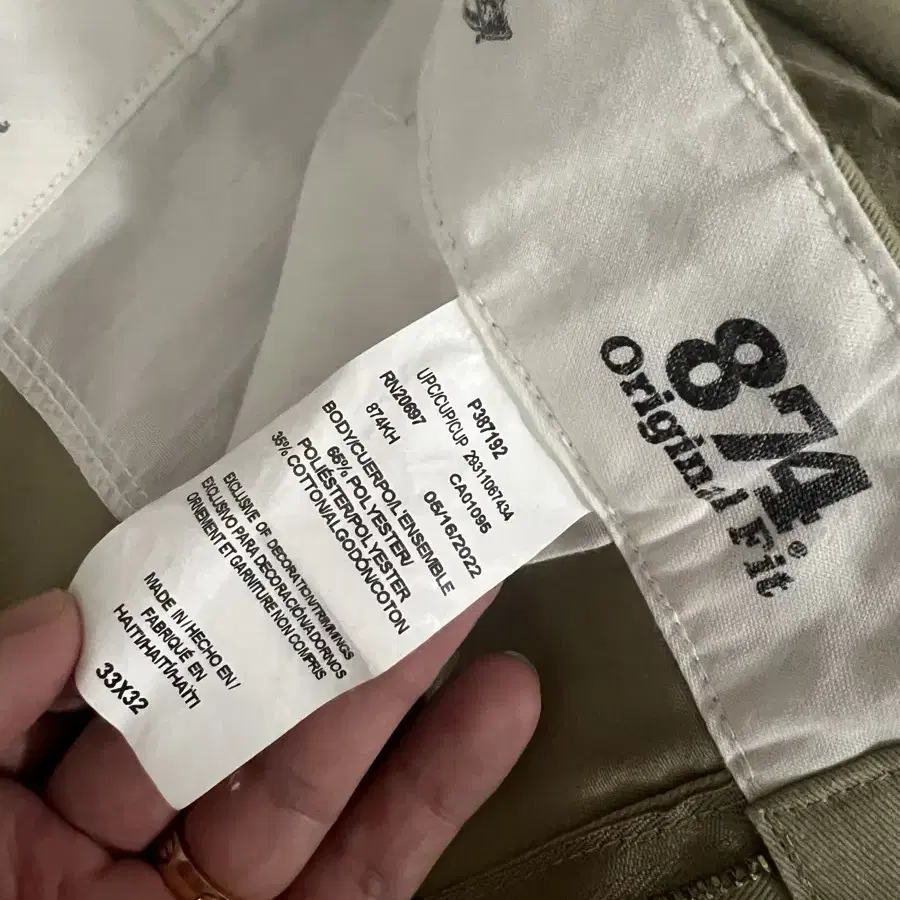 P387192
UPC/CUP/CUP 29311067434
RN20697 CA01095
874KH 05/16/2022
BODY/CUERPO/L'ENSEMBLE
65% POLYESTER/
POLIÉSTER/POLYESTER
35% COTTON/ALGODON/COTON
EXCLUSIVE OF DECORATION/TRIMMINGS
EXCLUSIVO PARA DECORACIÓN/ADORNOS
ORNEMENT ET GARNITURE NON COMPRIS
MADE IN / HECHO EN/
FABRIQUÉ EN
HAITI/HAITÍ/HAÏTI
33X32
874®
Original Fit